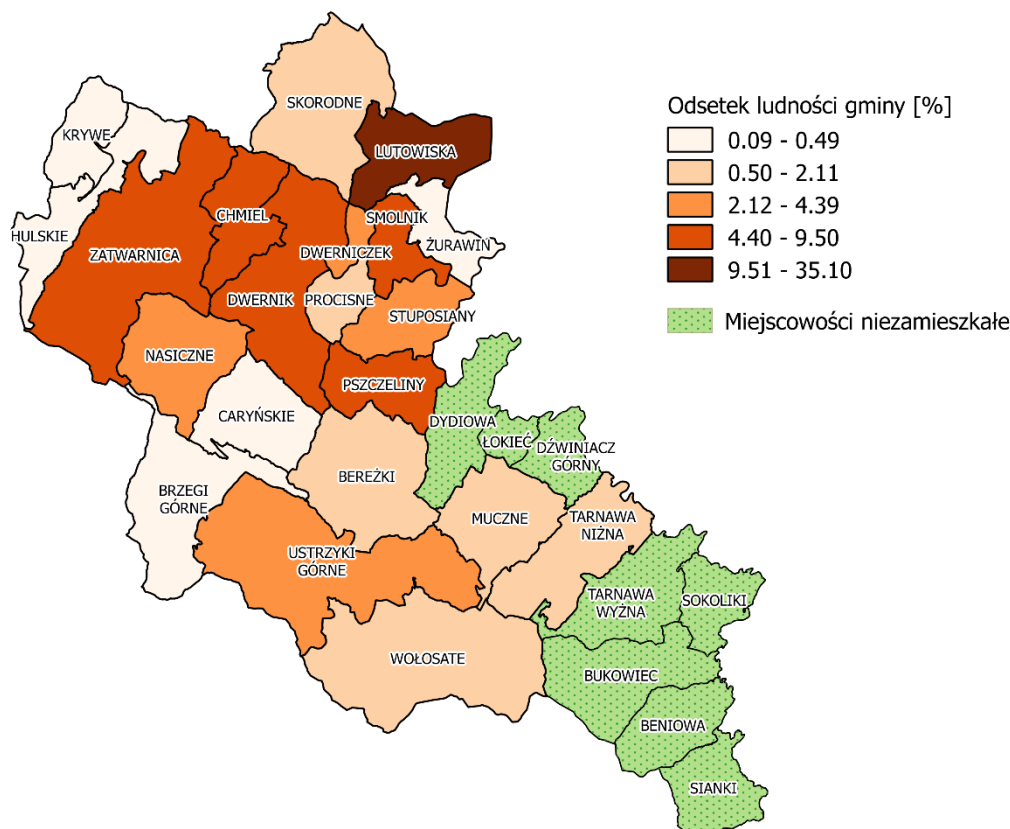 SKORODNE
KRYWE
LUTOWISKA
CHMIEL
SMOLNIK
HULSKIE
ŻURAWIN
DWERNICZEK
ZATWARNICA
DWERNIK
PROCISNE
STUPOSIANY
NASICZNE
PSZCZELINY
CARYŃSKIE
DYDIOWA
ŁOKIEĆ
DŹWINIACZ
GÓRNY
BEREŻKI
BRZEGI
GÓRNE
MUCZNE
TARNAWA
NIŻNA
USTRZYKI
GÓRNE
TARNAWA
WYŻNA
SOKOLIKI
WOŁOSATE
BUKOWIEC
BENIOWA
SIANKI
Odsetek ludności gminy [%]
0.09 - 0.49
0.50 - 2.11
2.12 - 4.39
4.40 - 9.50
9.51 - 35.10
Miejscowości niezamieszkałe